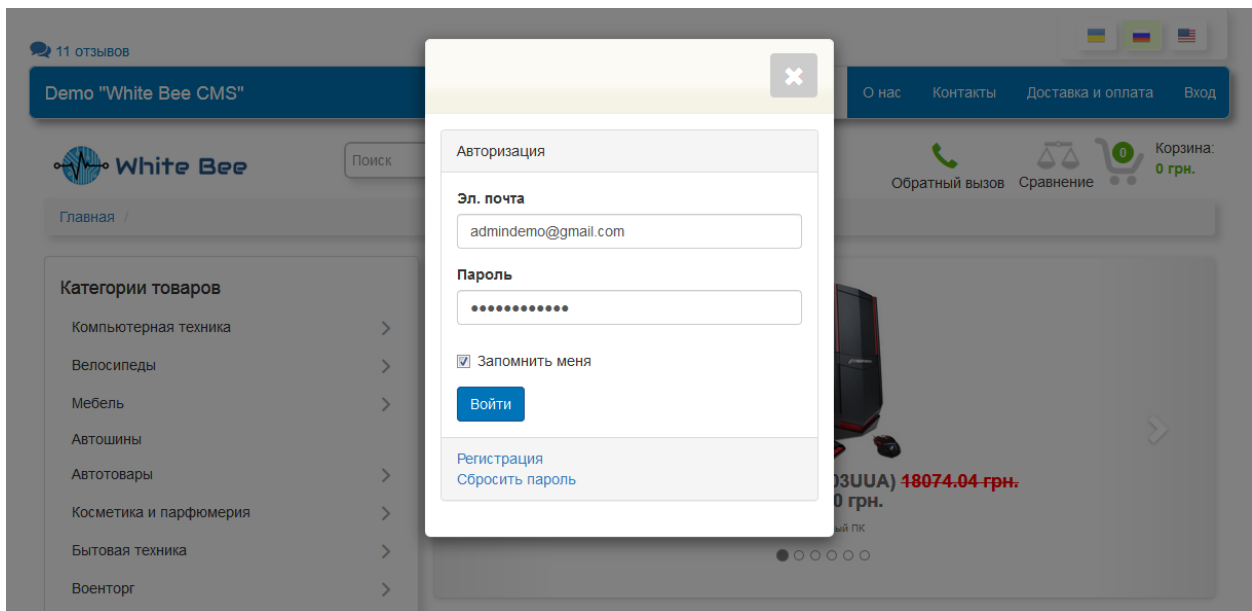 11 отзывов
Demo "White Bee CMS"
О нас
Контакты
Доставка и оплата
Вход
White Bee
Поиск
Обратный вызов
Сравнение
0
Корзина:
0 грн.
Главная /
Категории товаров
Компьютерная техника
Велосипеды
Мебель
Автошины
Автотовары
Косметика и парфюмерия
Бытовая техника
Военторг
Авторизация
Эл. почта
admindemo@gmail.com
Пароль
••••••••••••
Запомнить меня
Войти
Регистрация
Сбросить пароль
18074.04 грн.
грн.
ПК